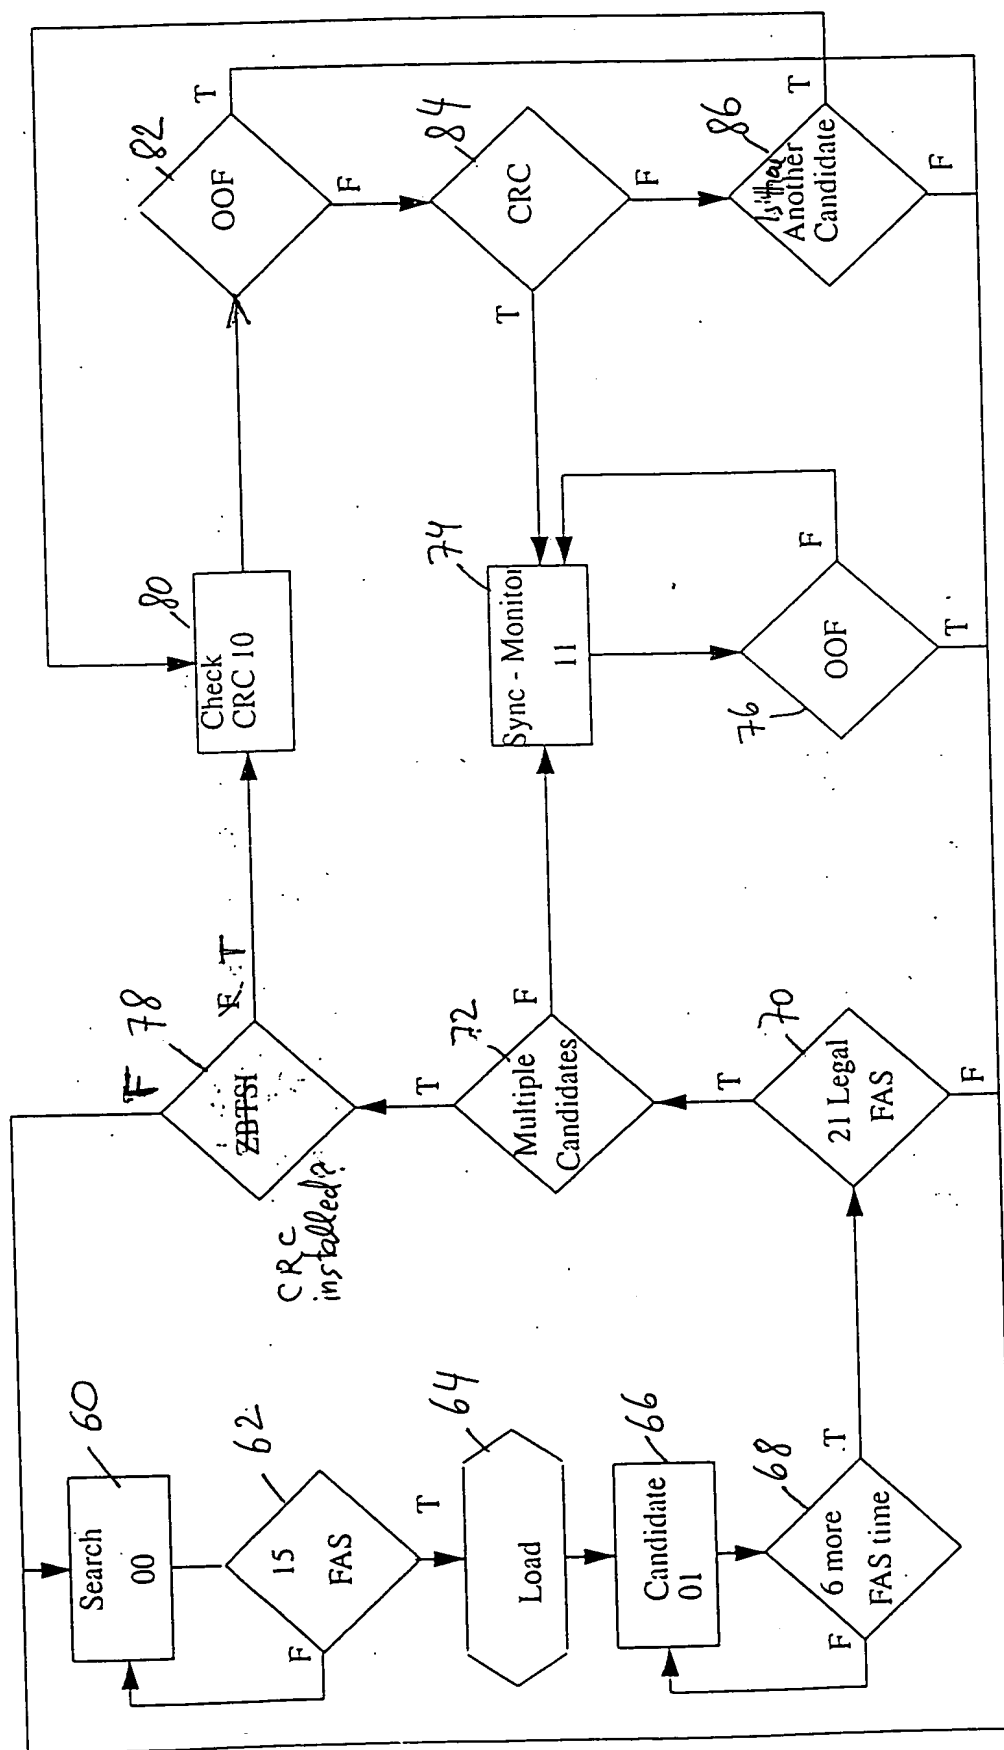 60
Search
00
62
15
FAS
F
T
64
Load
66
Candidate
01
68
6 more
FAS time
F
T
F
78
F T
ZBTSI
CRC
installed?
T
72
Multiple
Candidates
F
T
70
21 Legal
FAS
F
80
Check
CRC 10
74
Sync - Monitor
11
76
OOF
F
T
82
OOF
T
F
84
CRC
T
F
86
Is there
Another
Candidate
T
F